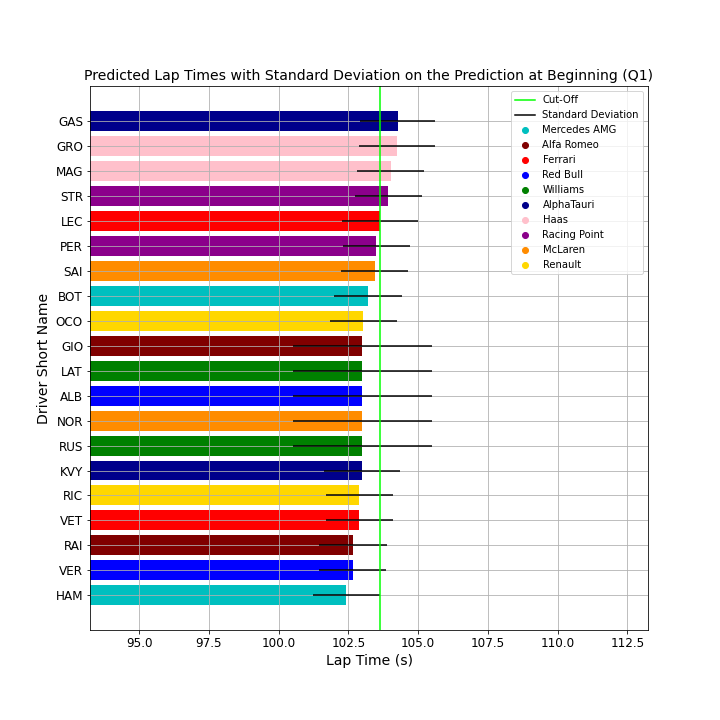 Predicted Lap Times with Standard Deviation on the Prediction at Beginning (Q1)
Cut-Off
Standard Deviation
Mercedes AMG
Alfa Romeo
Ferrari
Red Bull
Williams
AlphaTauri
Haas
Racing Point
McLaren
Renault
Driver Short Name
GAS
GRO
MAG
STR
LEC
PER
SAI
BOT
OCO
GIO
LAT
ALB
NOR
RUS
KVY
RIC
VET
RAI
VER
HAM
95.0 97.5 100.0 102.5 105.0 107.5 110.0 112.5
Lap Time (s)